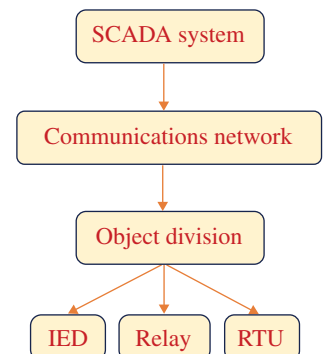 SCADA system
Communications network
Object division
IED Relay RTU